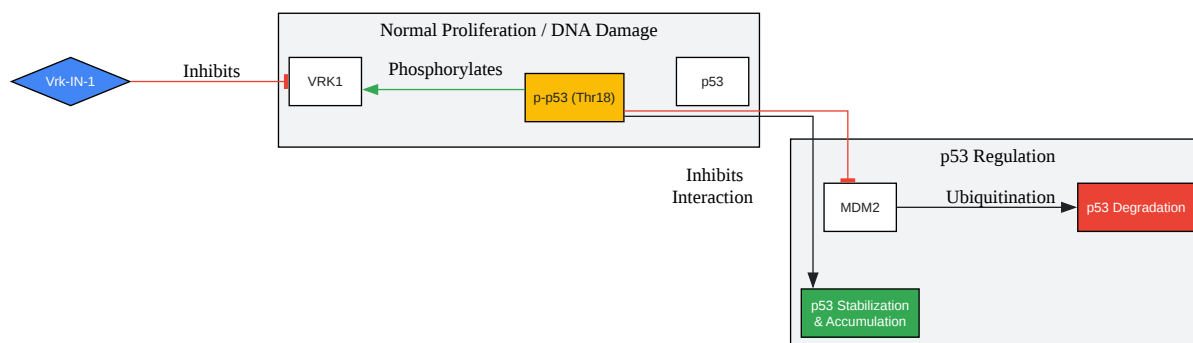 Normal Proliferation / DNA Damage
Vrk-IN-1
Inhibits
VRK1
Phosphorylates
p-p53 (Thr18)
p53
Inhibits
Interaction
p53 Regulation
MDM2
Ubiquitination
p53 Degradation
p53 Stabilization
& Accumulation